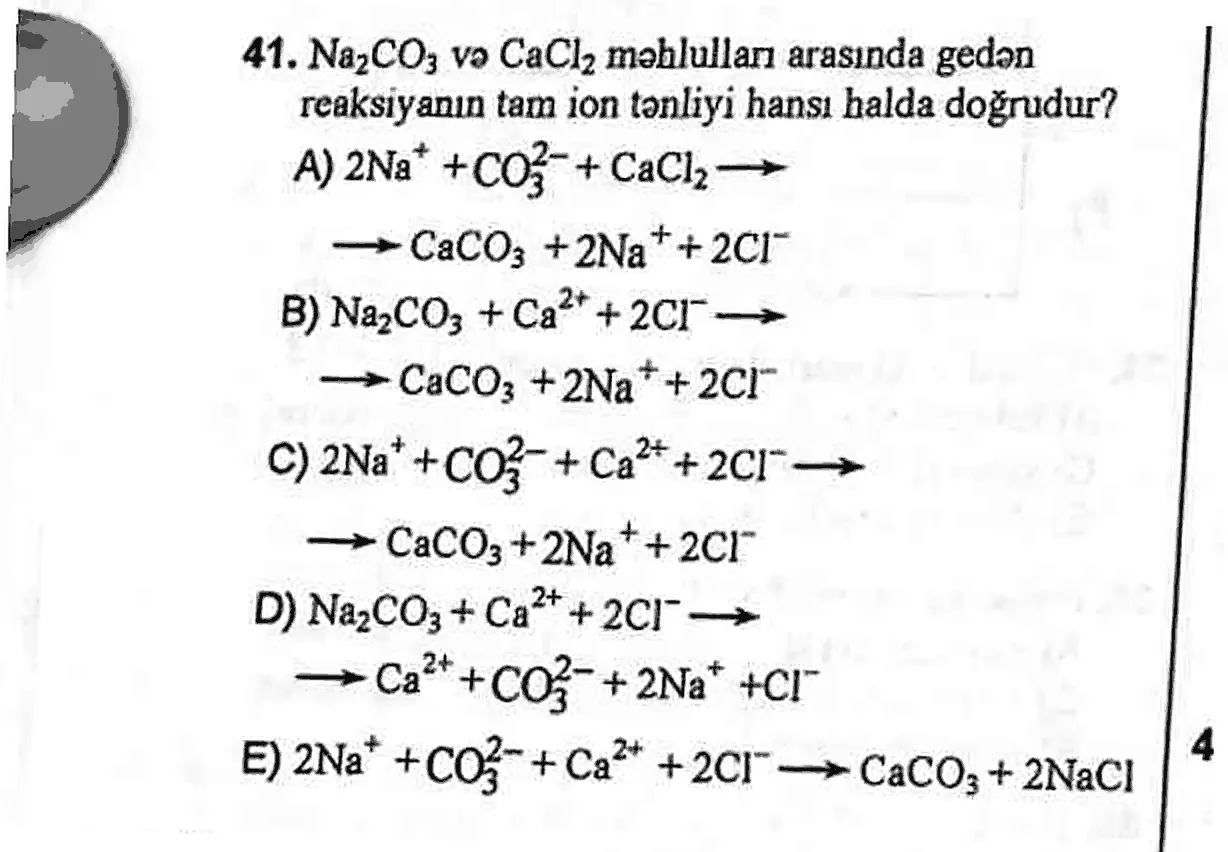 41. Na₂CO₃ və CaCl₂ məhlulları arasında gedən
reaksiyanın tam ion tənliyi hansı halda doğrudur?
A) 2Na⁺ + CO₃²⁻ + CaCl₂ ⟶
⟶ CaCO₃ + 2Na⁺ + 2Cl⁻
B) Na₂CO₃ + Ca²⁺ + 2Cl⁻ ⟶
⟶ CaCO₃ + 2Na⁺ + 2Cl⁻
C) 2Na⁺ + CO₃²⁻ + Ca²⁺ + 2Cl⁻ ⟶
⟶ CaCO₃ + 2Na⁺ + 2Cl⁻
D) Na₂CO₃ + Ca²⁺ + 2Cl⁻ ⟶
⟶ Ca²⁺ + CO₃²⁻ + 2Na⁺ + Cl⁻
E) 2Na⁺ + CO₃²⁻ + Ca²⁺ + 2Cl⁻ ⟶ CaCO₃ + 2NaCl
4